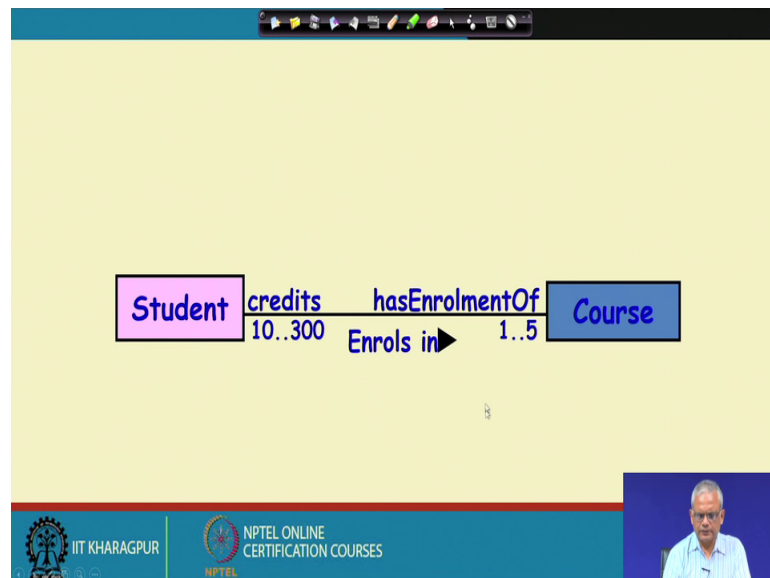 Student
credits
hasEnrolmentOf
Course
10..300
Enrols in
1..5
IIT KHARAGPUR
NPTEL
NPTEL ONLINE
CERTIFICATION COURSES